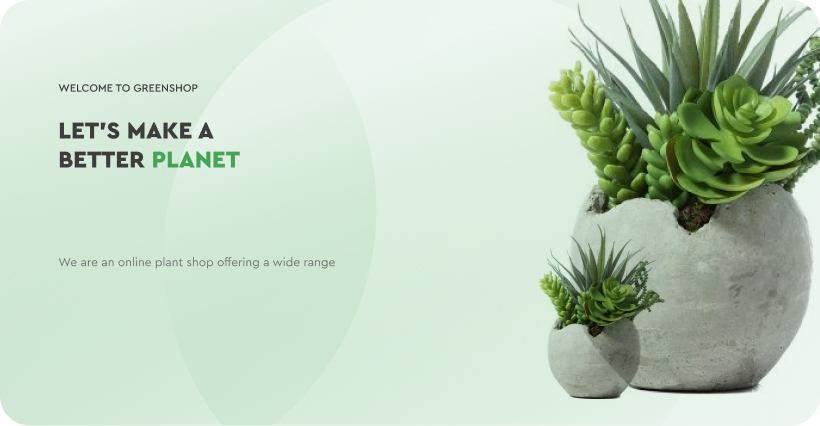 WELCOME TO GREENSHOP
LET'S MAKE A
BETTER PLANET
We are an online plant shop offering a wide range